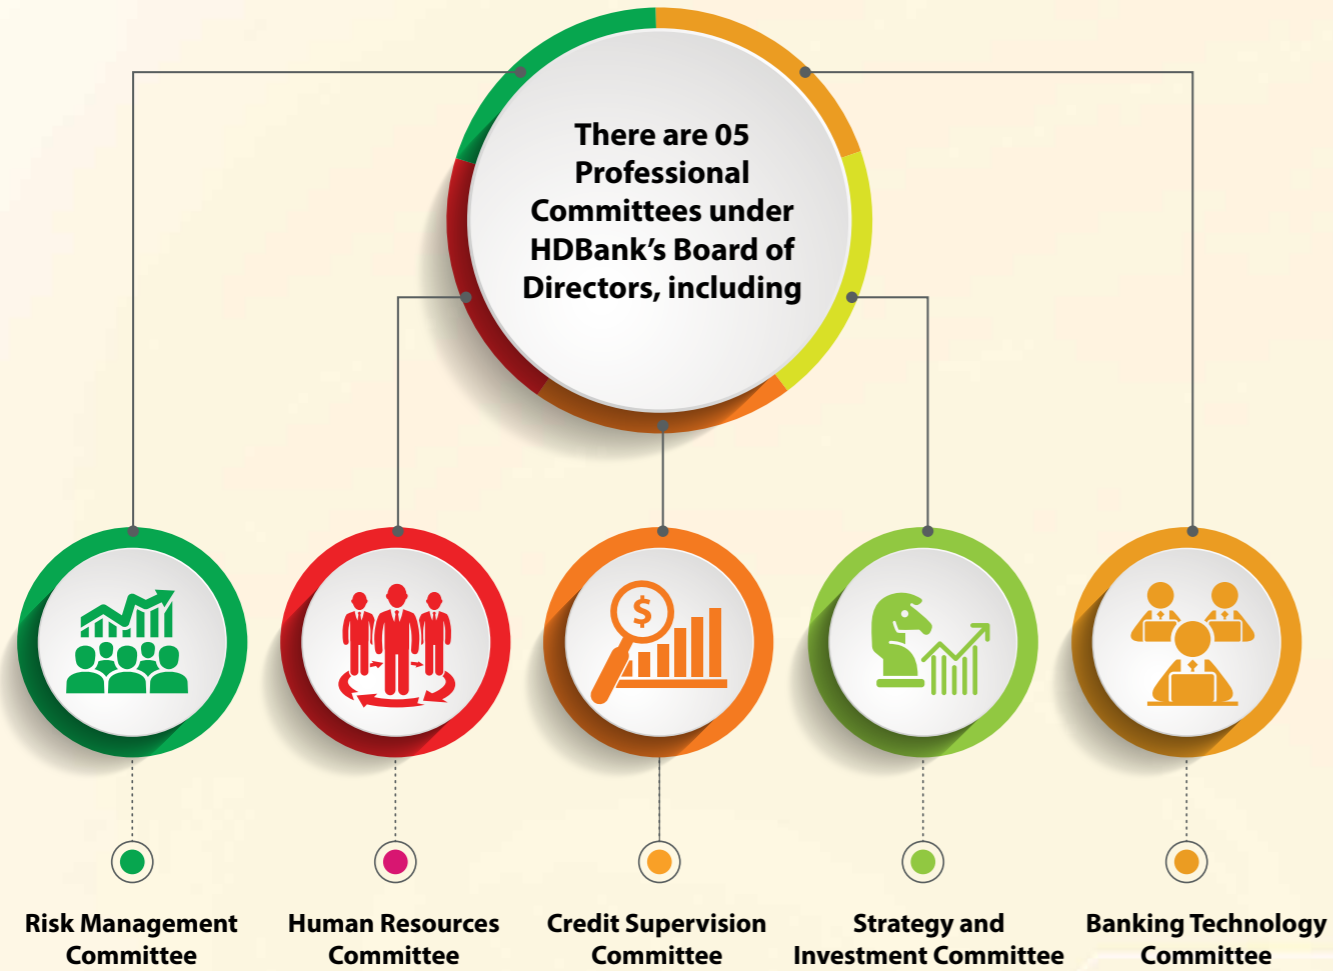 There are 05
Professional
Committees under
HDBank’s Board of
Directors, including
$
Risk Management
Committee
Human Resources
Committee
Credit Supervision
Committee
Strategy and
Investment Committee
Banking Technology
Committee